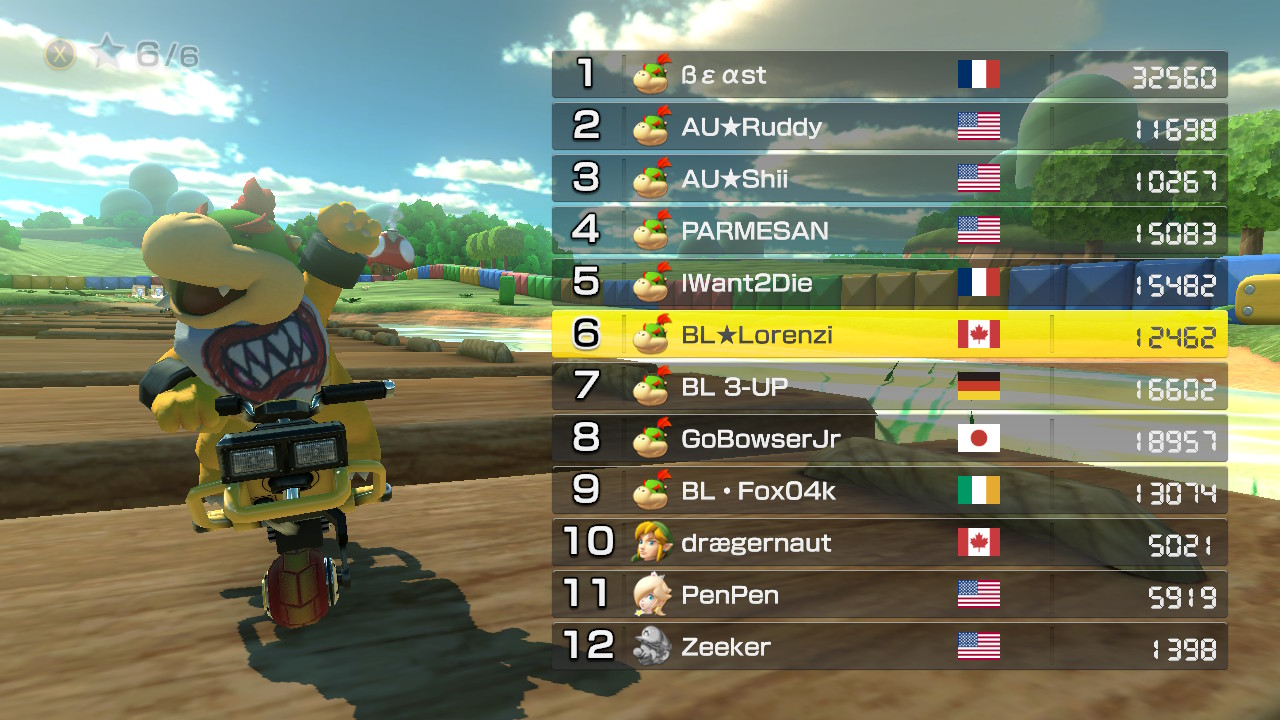 X ★ 6/6
1 βεαst 32560
2 AU★Ruddy 11698
3 AU★Shii 10267
4 PARMESAN 15083
5 IWant2Die 15482
6 BL★Lorenzi 12462
7 BL 3-UP 16602
8 GoBowserJr 18957
9 BL・Fox04k 13074
10 drægernaut 5021
11 PenPen 5919
12 Zeeker 1398